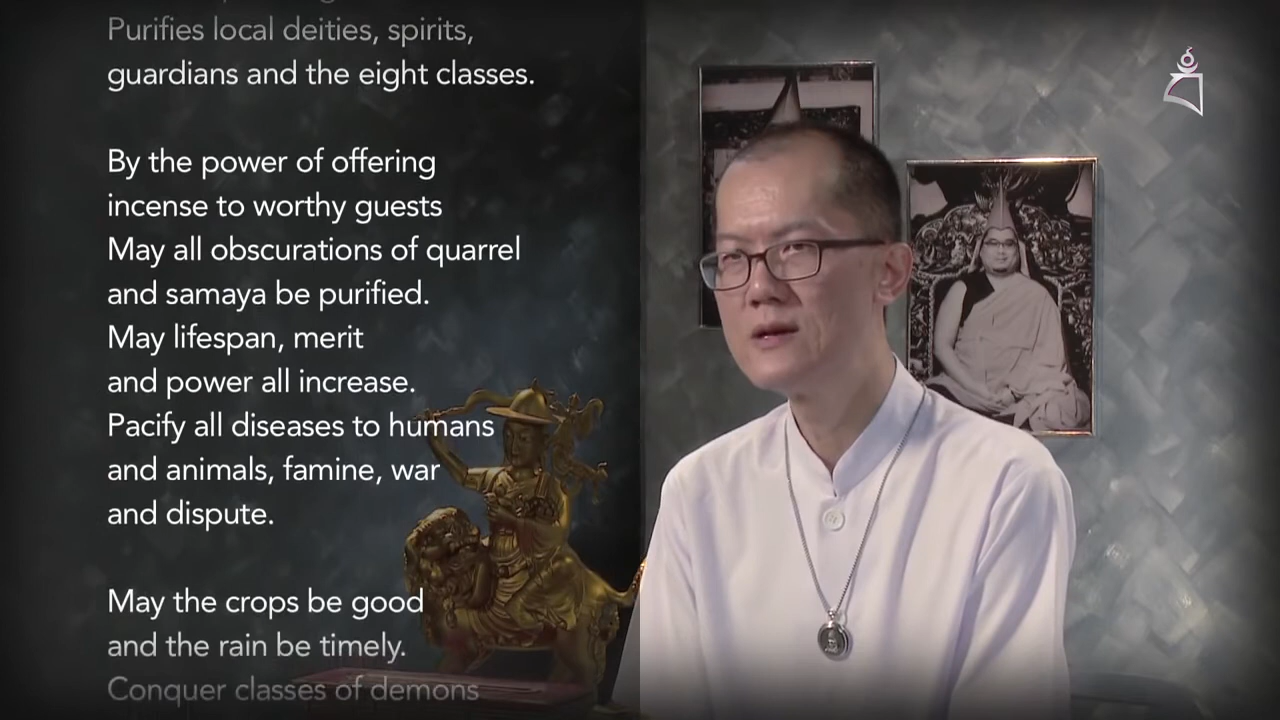 Purifies local deities, spirits,
guardians and the eight classes.
By the power of offering
incense to worthy guests
May all obscurations of quarrel
and samaya be purified.
May lifespan, merit
and power all increase.
Pacify all diseases to humans
and animals, famine, war
and dispute.
May the crops be good
and the rain be timely.
Conquer classes of demons